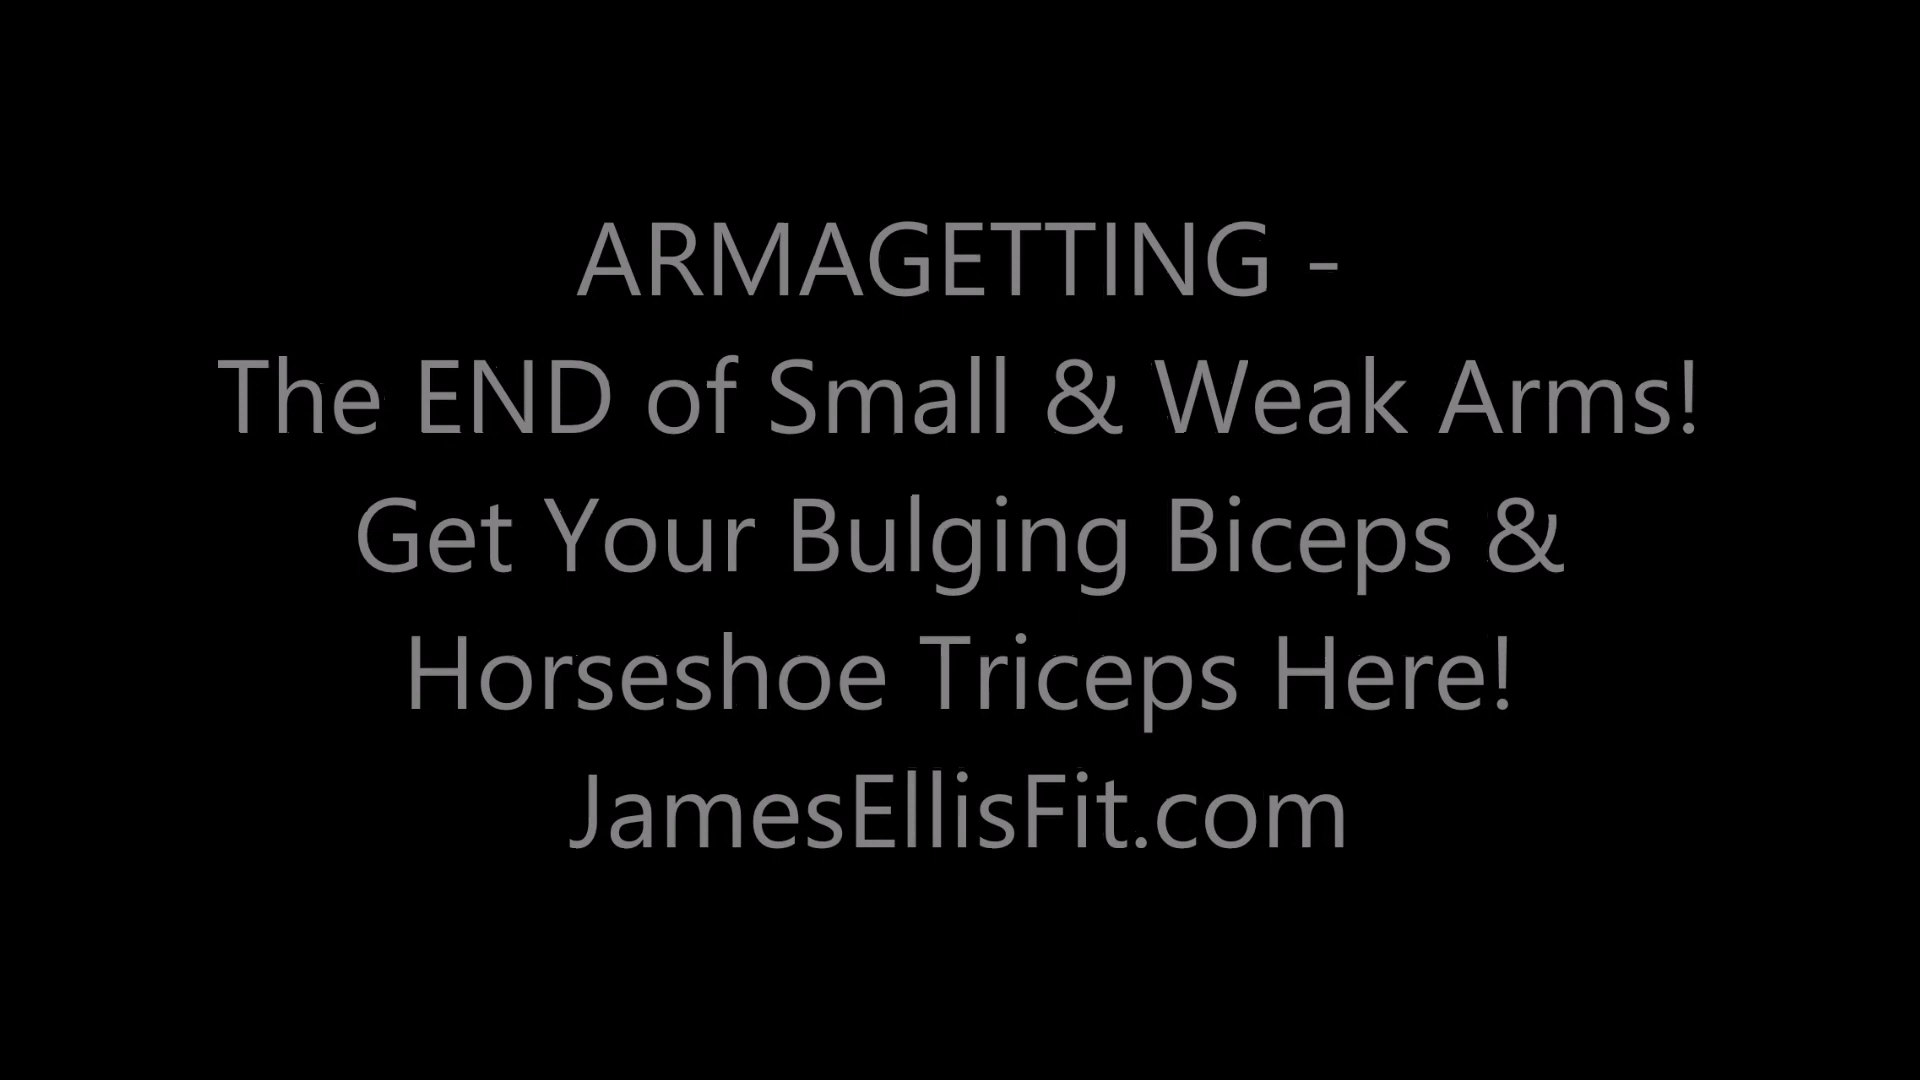 ARMAGETTING -
The END of Small & Weak Arms!
Get Your Bulging Biceps &
Horseshoe Triceps Here!
JamesEllisFit.com